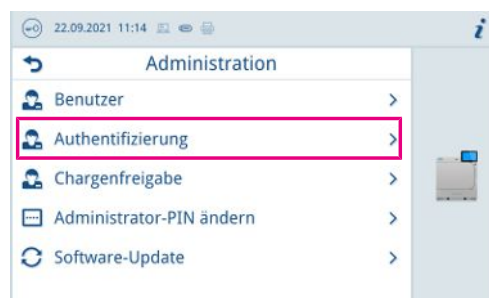 22.09.2021 11:14
i
Administration
Benutzer
Authentifizierung
Chargenfreigabe
Administrator-PIN ändern
Software-Update